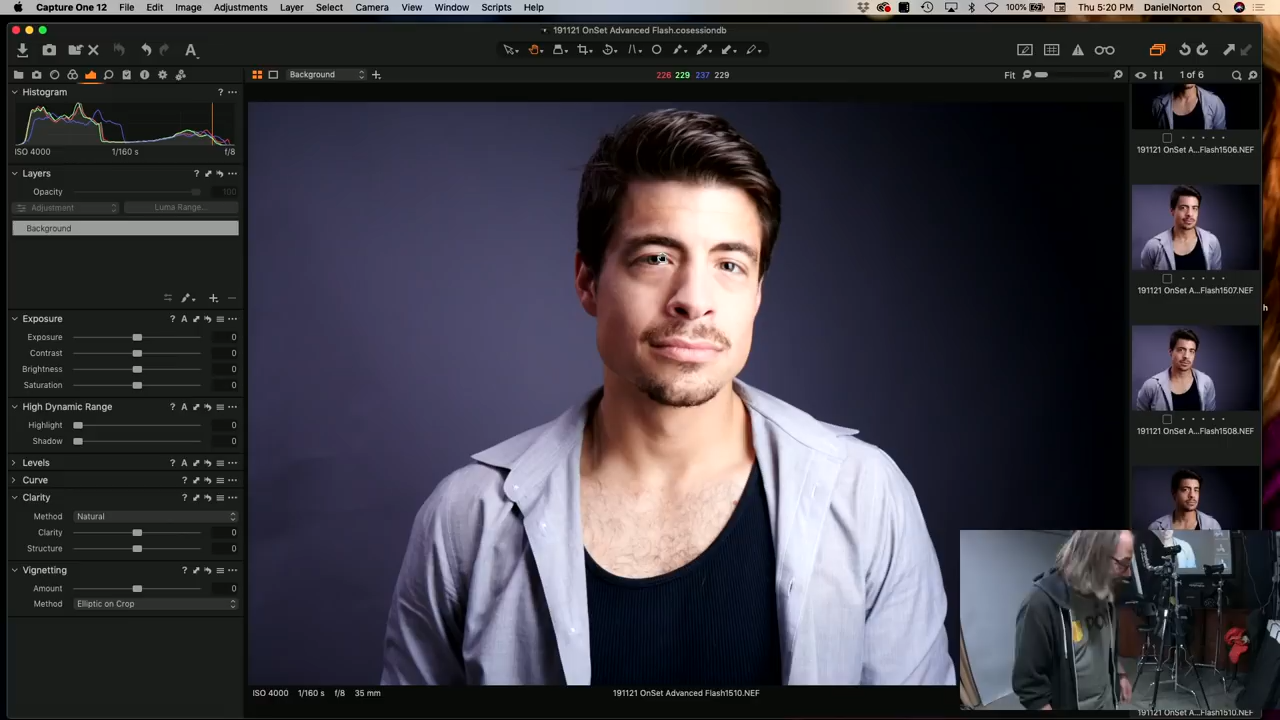 Capture One 12 File Edit Image Adjustments Layer Select Camera View Window Scripts Help 100% Thu 5:20 PM DanielNorton
191121 OnSet Advanced Flash.cosessiondb
A
Background 226 229 237 229 Fit 1 of 6
Histogram ?
ISO 4000 1/160 s f/8
Layers ?
Opacity 100
Adjustment Luma Range...
Background
Exposure ? A
Exposure 0
Contrast 0
Brightness 0
Saturation 0
High Dynamic Range ?
Highlight 0
Shadow 0
Levels ? A
Curve ?
Clarity ?
Method Natural
Clarity 0
Structure 0
Vignetting ?
Amount 0
Method Elliptic on Crop
191121 OnSet A...Flash1506.NEF
191121 OnSet A...Flash1507.NEF
191121 OnSet A...Flash1508.NEF
h
ISO 4000 1/160 s f/8 35 mm 191121 OnSet Advanced Flash1510.NEF
191121 OnSet A...Flash1510.NEF